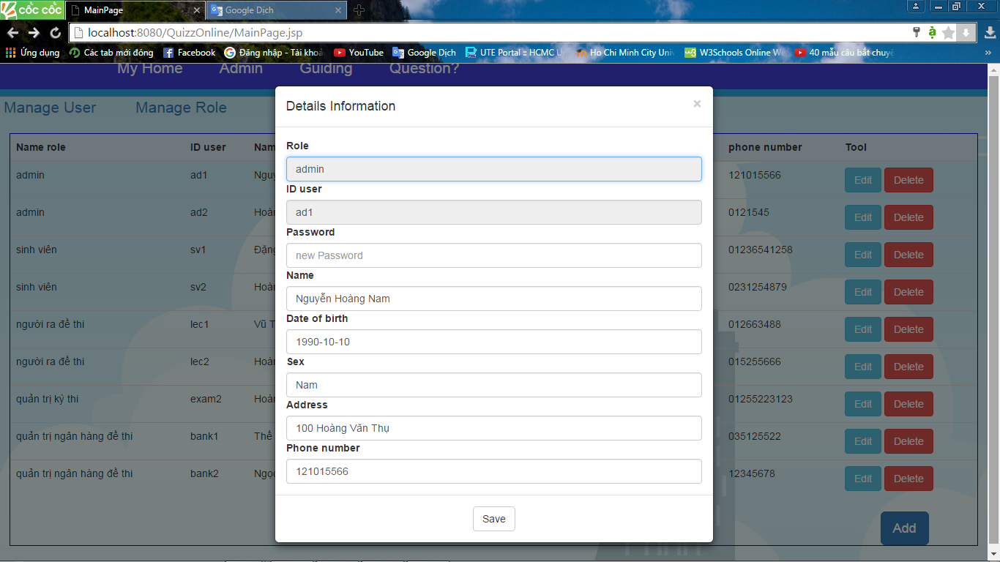 cốc cốc MainPage Google Dịch
localhost:8080/QuizzOnline/MainPage.jsp
Ứng dụng Các tab mới đóng Facebook Đăng nhập - Tài khoả YouTube Google Dịch UTE Portal :: HCMC U Ho Chi Minh City Uni W3Schools Online W 40 mẫu câu bắt chuyệ »
My Home Admin Guiding Question?
Manage User Manage Role
Details Information ×
Name role ID user Nam phone number Tool
admin ad1 Nguy 121015566 Edit Delete
admin ad2 Hoàn 0121545 Edit Delete
sinh viên sv1 Đặng 01236541258 Edit Delete
sinh viên sv2 Hoàn 0231254879 Edit Delete
người ra đề thi lec1 Vũ T 012663488 Edit Delete
người ra đề thi lec2 Hoàn 015255666 Edit Delete
quản trị kỳ thi exam2 Hoàn 01255223123 Edit Delete
quản trị ngân hàng đề thi bank1 Thế 035125522 Edit Delete
quản trị ngân hàng đề thi bank2 Ngọc 12345678 Edit Delete
Add
Role
admin
ID user
ad1
Password
new Password
Name
Nguyễn Hoàng Nam
Date of birth
1990-10-10
Sex
Nam
Address
100 Hoàng Văn Thụ
Phone number
121015566
Save